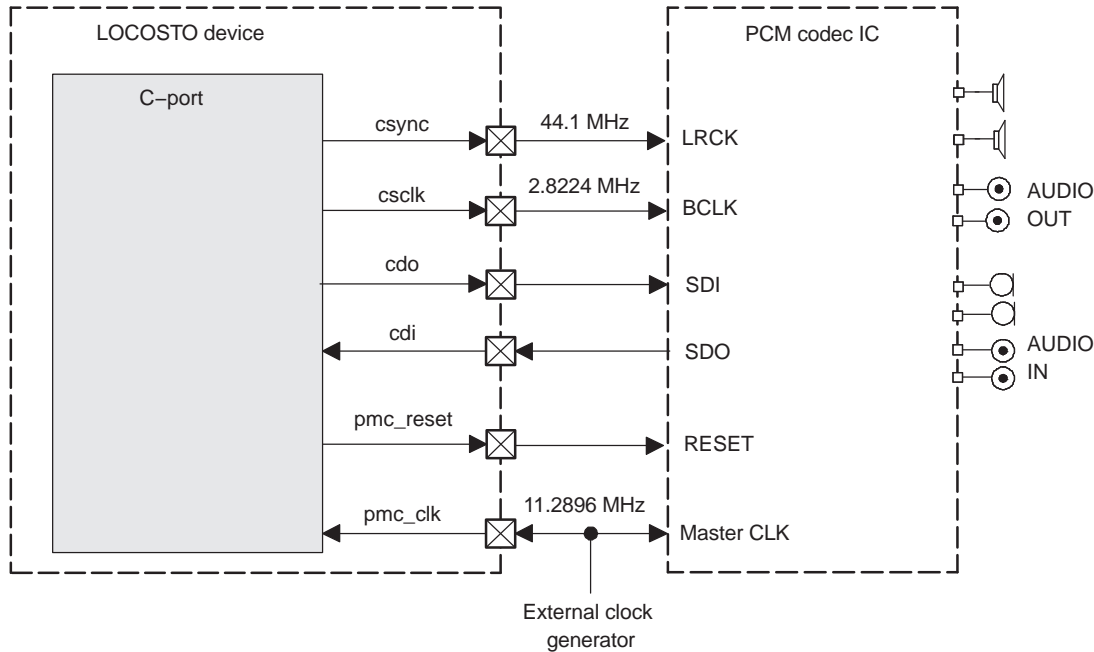 LOCOSTO device
PCM codec IC
C−port
csync
44.1 MHz
LRCK
csclk
2.8224 MHz
BCLK
AUDIO
OUT
cdo
SDI
cdi
SDO
AUDIO
IN
pmc_reset
RESET
pmc_clk
11.2896 MHz
Master CLK
External clock
generator